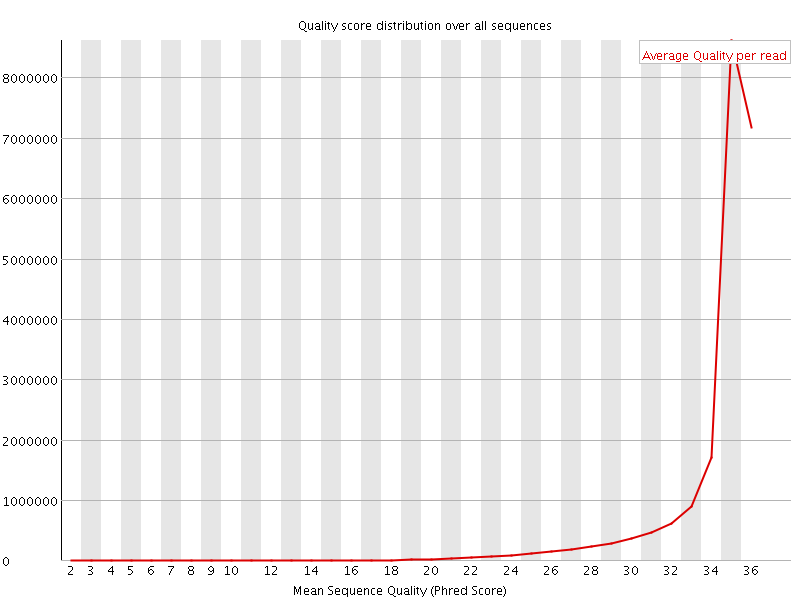 Quality score distribution over all sequences
Average Quality per read
8000000
7000000
6000000
5000000
4000000
3000000
2000000
1000000
0
2 3 4 5 6 7 8 9 10 12 14 16 18 20 22 24 26 28 30 32 34 36
Mean Sequence Quality (Phred Score)